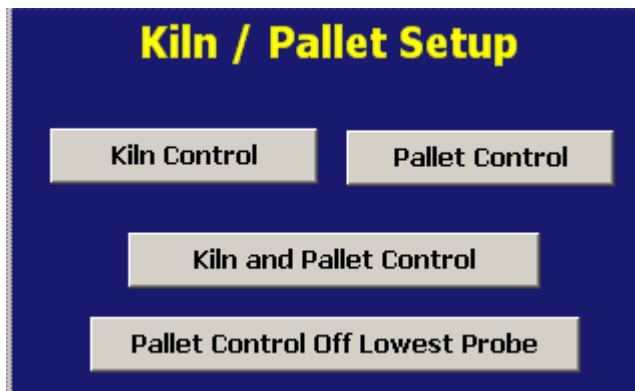 Kiln / Pallet Setup
Kiln Control
Pallet Control
Kiln and Pallet Control
Pallet Control Off Lowest Probe